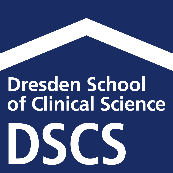 Dresden School
of Clinical Science
DSCS